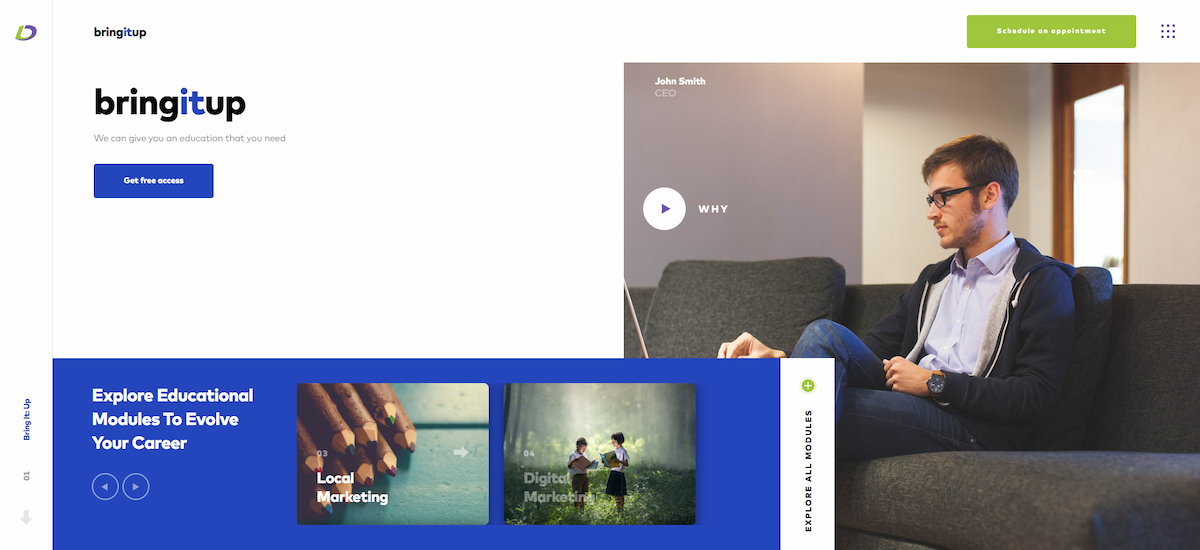 bringitup
Schedule an appointment
bringitup
We can give you an education that you need
Get free access
John Smith
CEO
WHY
Explore Educational
Modules To Evolve
Your Career
03
Local
Marketing
04
Digital
Marketing
EXPLORE ALL MODULES
Bring It: Up
01